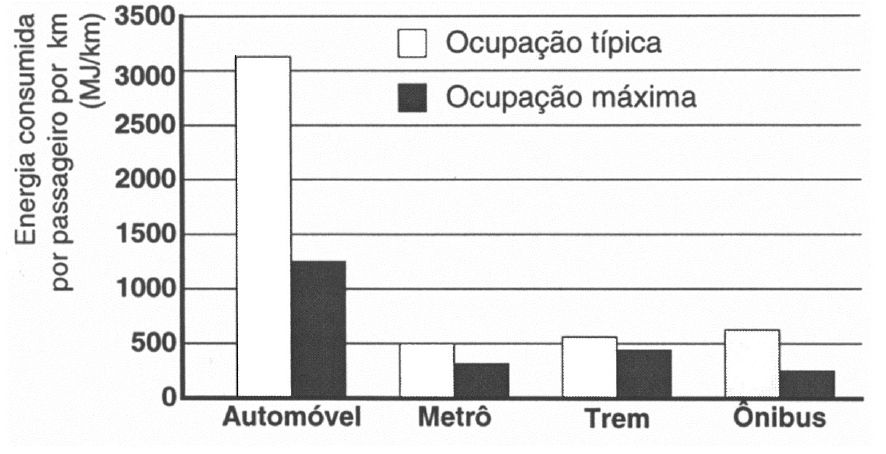 Energia consumida
por passageiro por km
(MJ/km)
3500
3000
2500
2000
1500
1000
500
0
Ocupação típica
Ocupação máxima
Automóvel
Metrô
Trem
Ônibus